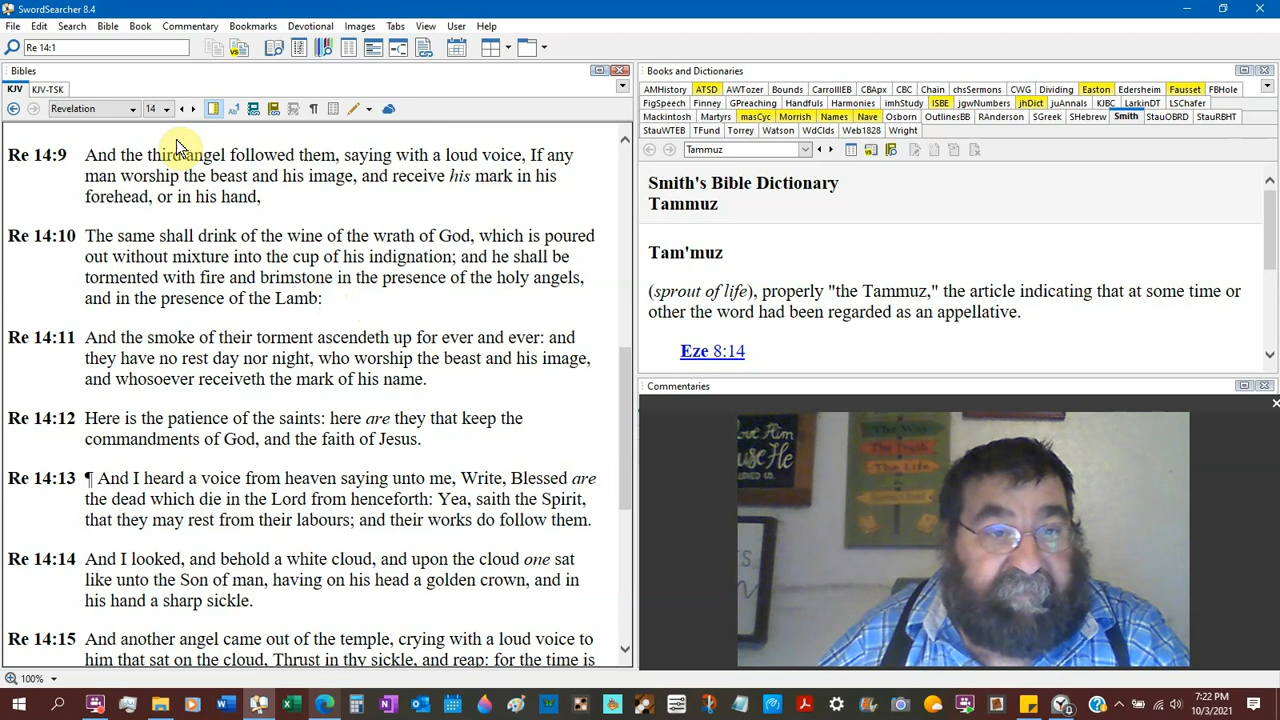 SwordSearcher 8.4
File Edit Search Bible Book Commentary Bookmarks Devotional Images Tabs View User Help
Re 14:1
Bibles
KJV KJV-TSK
Revelation 14
Re 14:9 And the third angel followed them, saying with a loud voice, If any
man worship the beast and his image, and receive his mark in his
forehead, or in his hand,
Re 14:10 The same shall drink of the wine of the wrath of God, which is poured
out without mixture into the cup of his indignation; and he shall be
tormented with fire and brimstone in the presence of the holy angels,
and in the presence of the Lamb:
Re 14:11 And the smoke of their torment ascendeth up for ever and ever: and
they have no rest day nor night, who worship the beast and his image,
and whosoever receiveth the mark of his name.
Re 14:12 Here is the patience of the saints: here are they that keep the
commandments of God, and the faith of Jesus.
Re 14:13 ¶ And I heard a voice from heaven saying unto me, Write, Blessed are
the dead which die in the Lord from henceforth: Yea, saith the Spirit,
that they may rest from their labours; and their works do follow them.
Re 14:14 And I looked, and behold a white cloud, and upon the cloud one sat
like unto the Son of man, having on his head a golden crown, and in
his hand a sharp sickle.
Re 14:15 And another angel came out of the temple, crying with a loud voice to
him that sat on the cloud, Thrust in thy sickle, and reap: for the time is
100%
Books and Dictionaries
AMHistory ATSD AWTozer Bounds CarrollIEB CBApx CBC Chain chsSermons CWG Dividing Easton Edersheim Fausset FBHole
FigSpeech Finney GPreaching Handfuls Harmonies imhStudy ISBE jgwNumbers jhDict juAnnals KJBC LarkinDT LSChafer
Mackintosh Martyrs masCyc Morrish Names Nave Osborn OutlinesBB RAnderson SGreek SHebrew Smith StauOBRD StauRBHT
StauWTEB TFund Torrey Watson WdClds Web1828 Wright
Tammuz
Smith's Bible Dictionary
Tammuz
Tam'muz
(sprout of life), properly "the Tammuz," the article indicating that at some time or
other the word had been regarded as an appellative.
Eze 8:14
Commentaries
The Way
The Truth
The Life
7:22 PM
10/3/2021